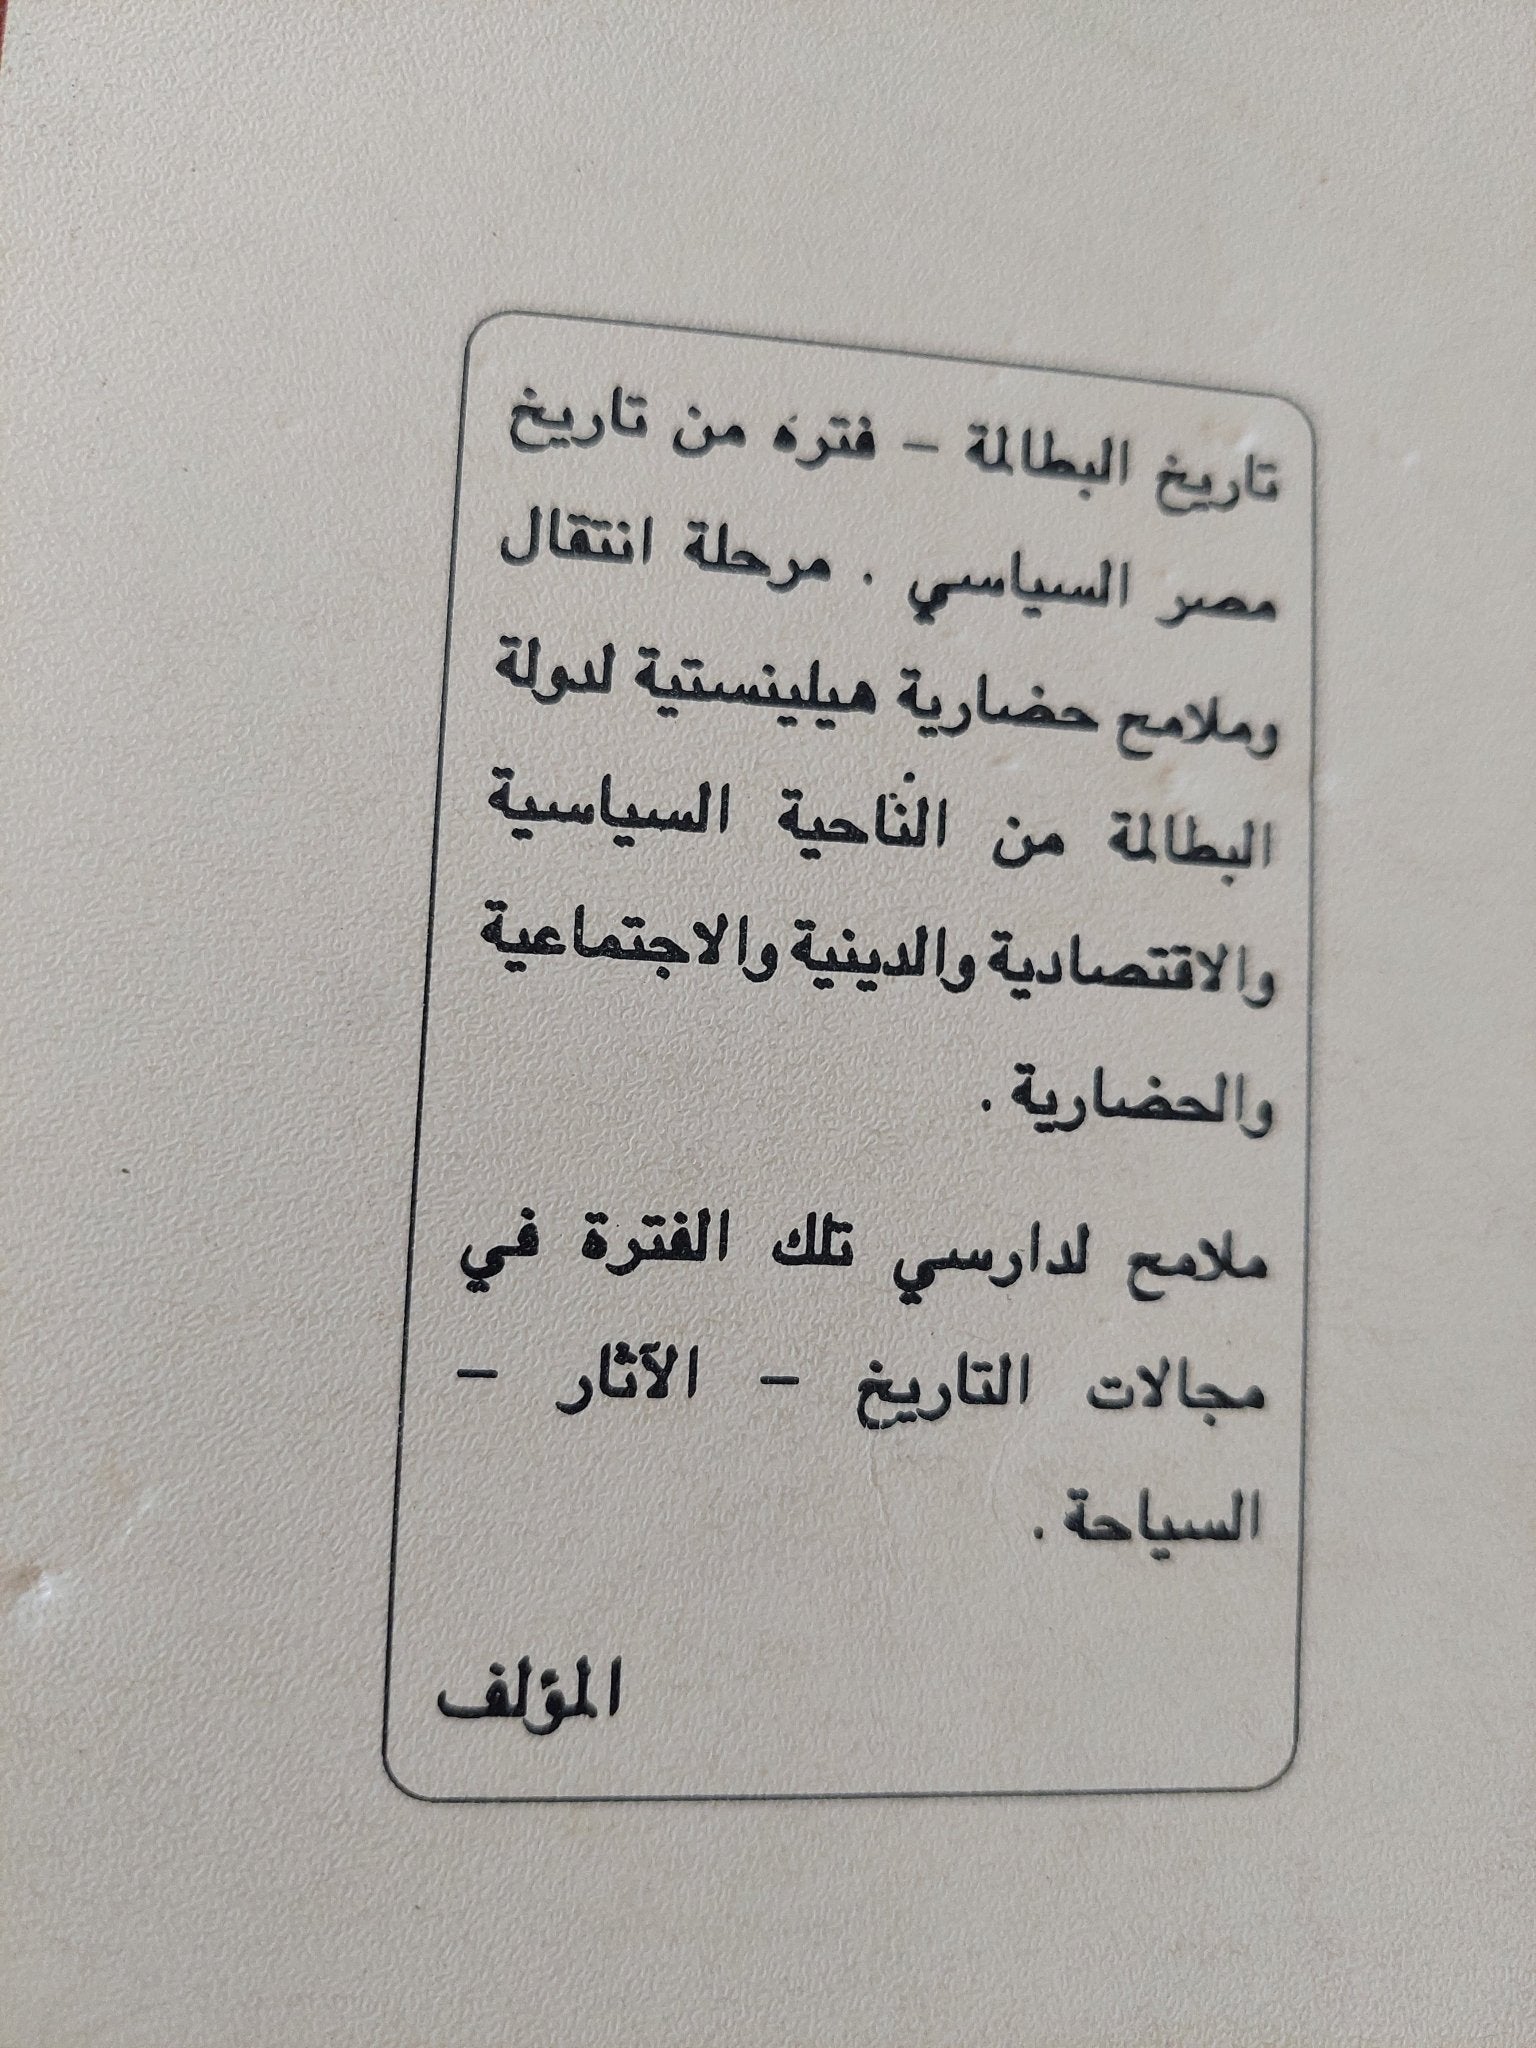 تاريخ البطالمة - فتره من تاريخ
مصر السياسي . مرحلة انتقال
وملامح حضارية هيلينستية لدولة
البطالمة من الناحية السياسية
والاقتصادية والدينية والاجتماعية
والحضارية .
ملامح لدارسي تلك الفترة في
مجالات التاريخ - الآثار -
السياحة .
المؤلف